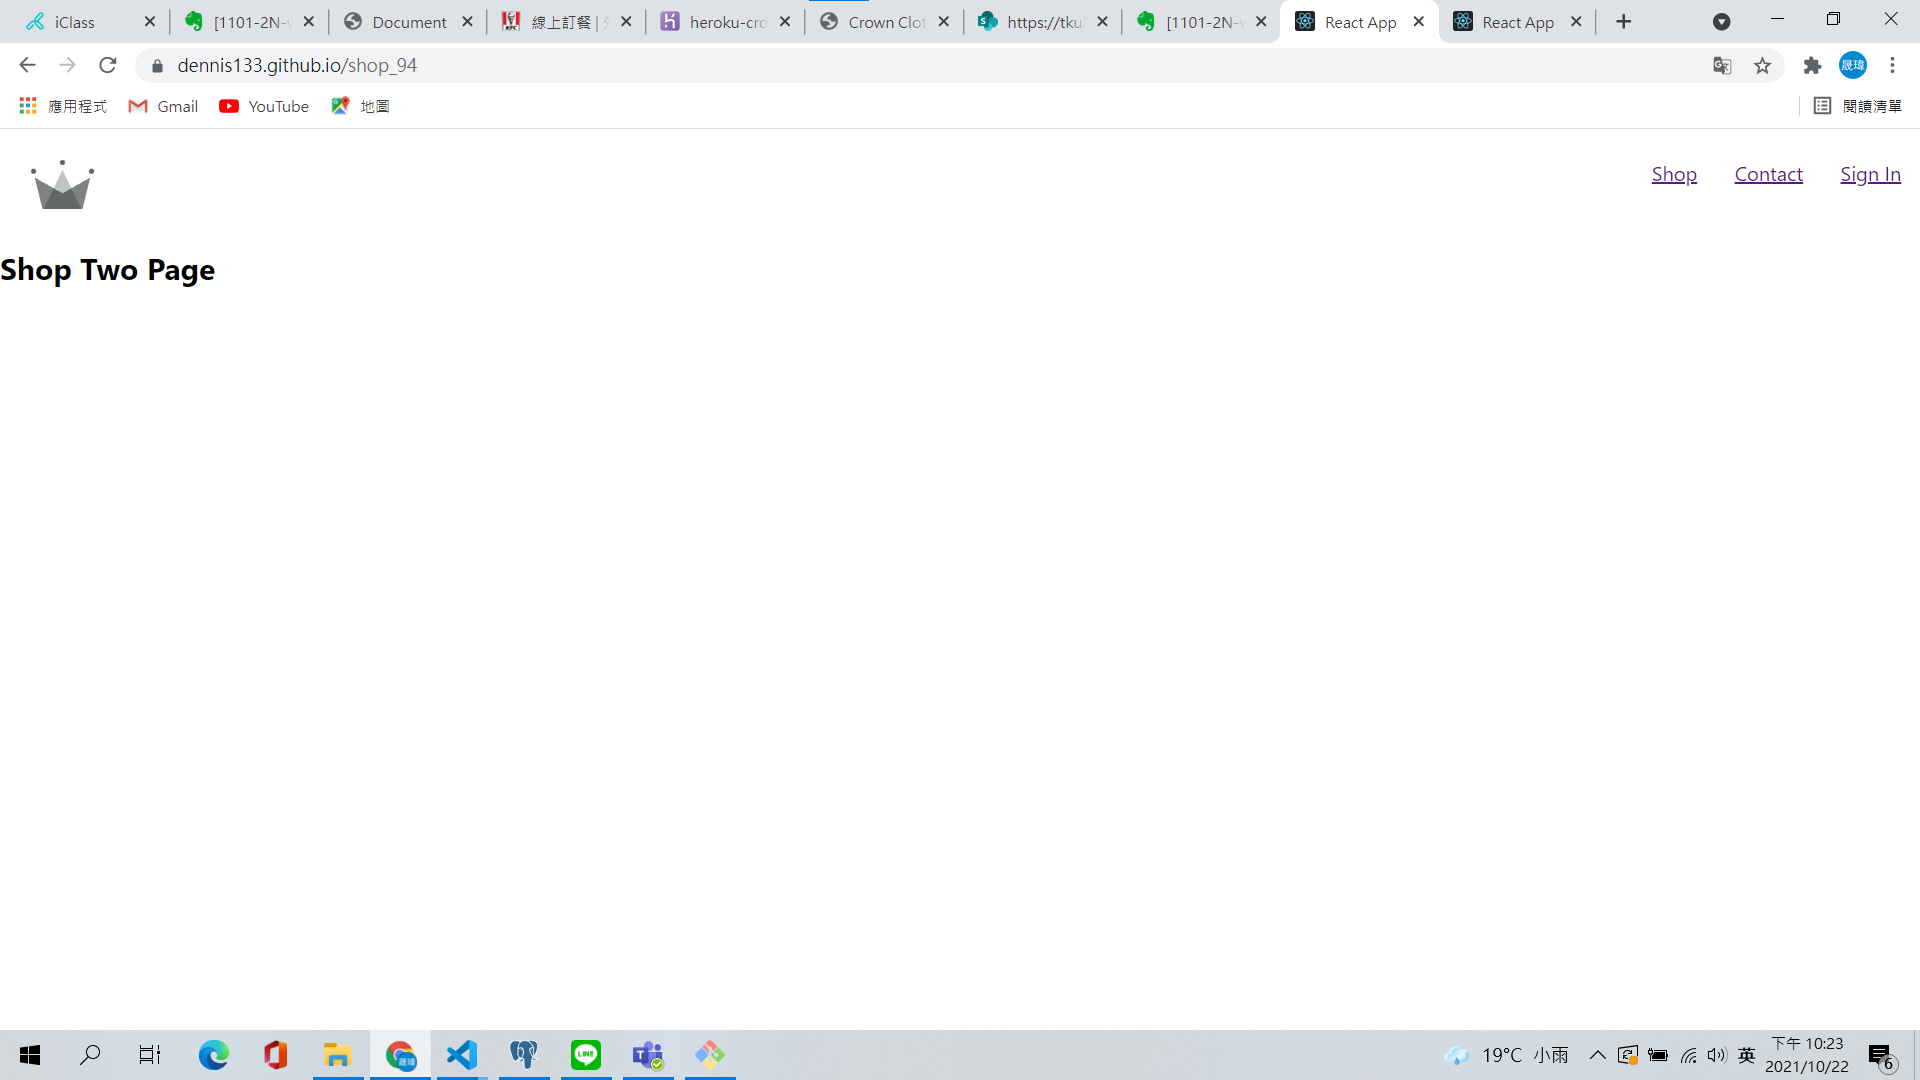 iClass
[1101-2N-w
Document
線上訂餐 |
heroku-cro
Crown Clot
https://tku
[1101-2N-w
React App
React App
dennis133.github.io/shop_94
晟瑋
應用程式
Gmail
YouTube
地圖
閱讀清單
Shop
Contact
Sign In
Shop Two Page
19°C 小雨
英
下午 10:23
2021/10/22
6